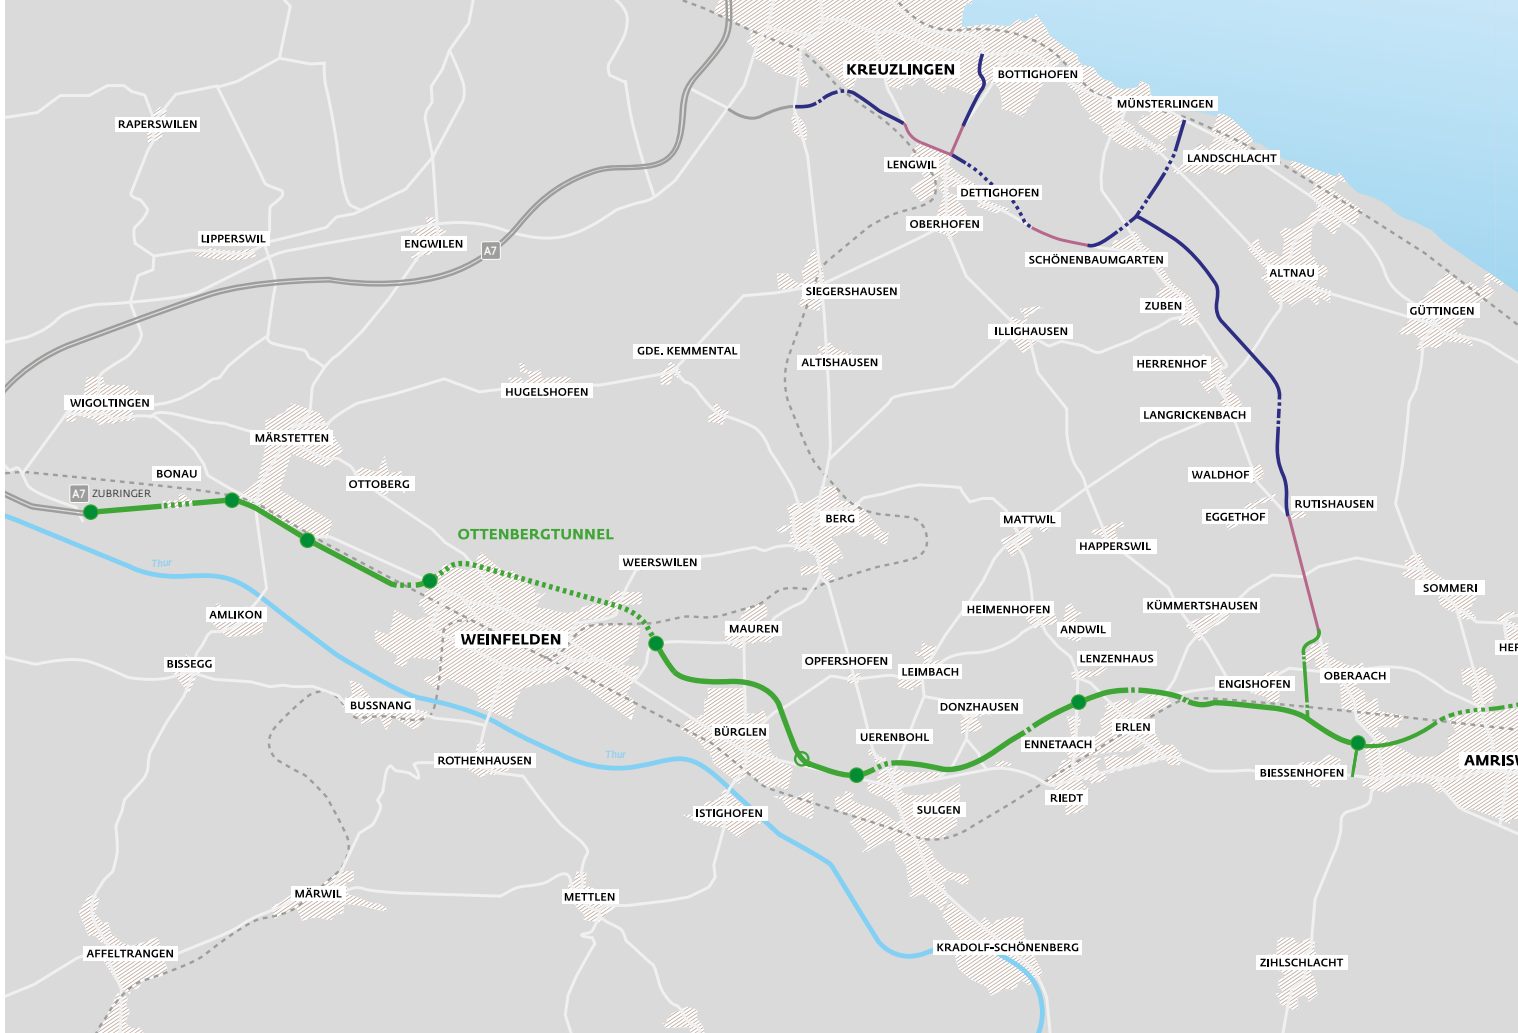 KREUZLINGEN
BOTTIGHOFEN
MÜNSTERLINGEN
RAPERSWILEN
LANDSCHLACHT
LENGWIL
DETTIGHOFEN
OBERHOFEN
LIPPERSWIL
ENGWILEN
A7
SCHÖNENBAUMGARTEN
ALTNAU
SIEGERSHAUSEN
ZUBEN
GÜTTINGEN
ILLIGHAUSEN
GDE. KEMMENTAL
ALTISHAUSEN
HERRENHOF
HUGELSHOFEN
WIGOLTINGEN
LANGRICKENBACH
MÄRSTETTEN
BONAU
WALDHOF
OTTOBERG
A7 ZUBRINGER
RUTISHAUSEN
EGGETHOF
BERG
MATTWIL
OTTENBERGTUNNEL
HAPPERSWIL
Thur
WEERSWILEN
SOMMERI
KÜMMERTSHAUSEN
HEIMENHOFEN
AMLIKON
ANDWIL
MAUREN
WEINFELDEN
HEF
LENZENHAUS
OPFERSHOFEN
BISSEGG
LEIMBACH
OBERAACH
ENGISHOFEN
BUSSNANG
DONZHAUSEN
ERLEN
BÜRGLEN
UERENBOHL
ENNETAACH
Thur
ROTHENHAUSEN
AMRISW
BIESSENHOFEN
RIEDT
SULGEN
ISTIGHOFEN
MÄRWIL
METTLEN
KRADOLF-SCHÖNENBERG
AFFELTRANGEN
ZIHLSCHLACHT